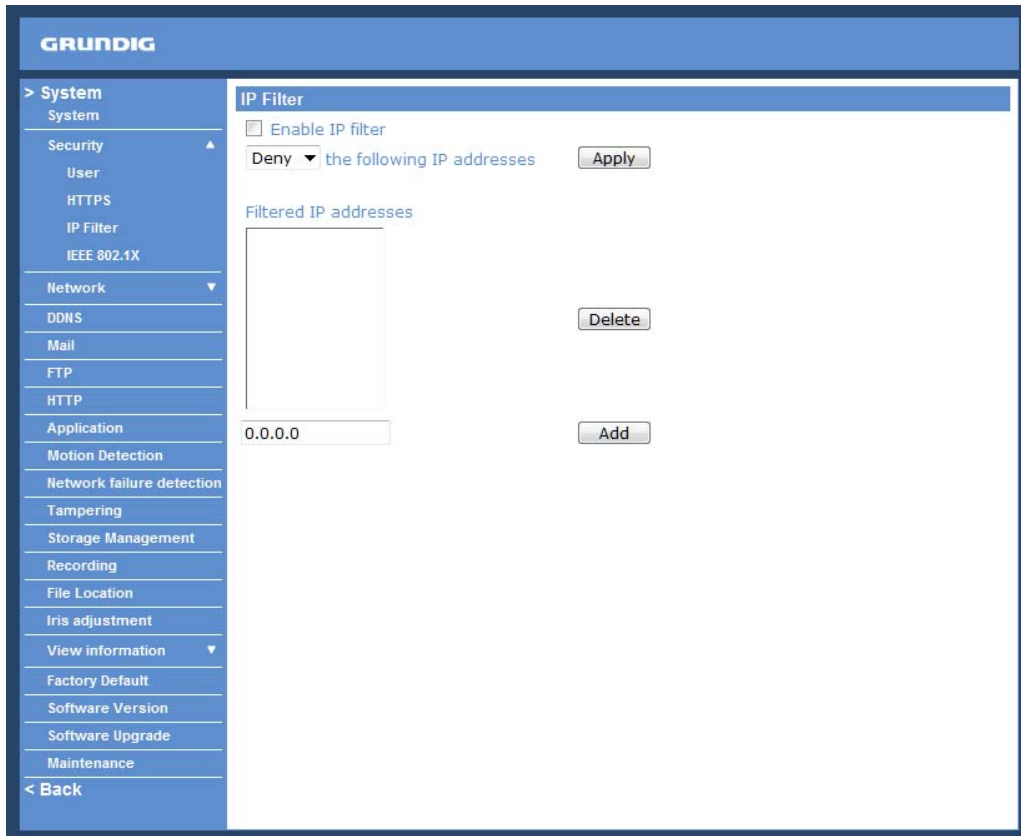 GRUNDIG
> System
System
Security
User
HTTPS
IP Filter
IEEE 802.1X
Network
DDNS
Mail
FTP
HTTP
Application
Motion Detection
Network failure detection
Tampering
Storage Management
Recording
File Location
Iris adjustment
View information
Factory Default
Software Version
Software Upgrade
Maintenance
< Back
IP Filter
Enable IP filter
Deny the following IP addresses Apply
Filtered IP addresses
Delete
0.0.0.0 Add